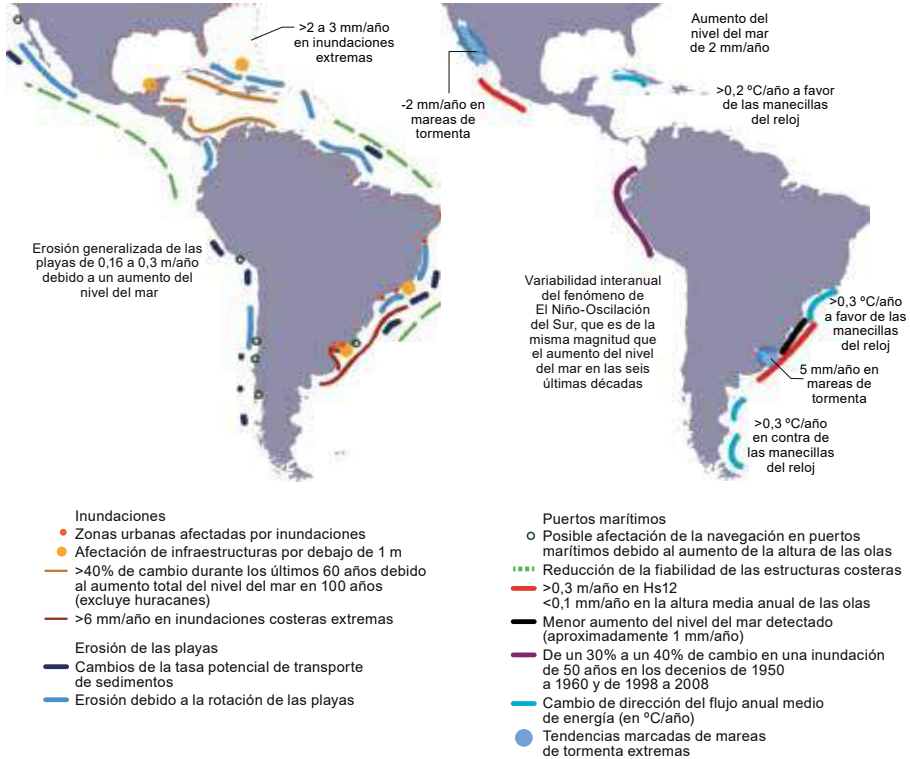 >2 a 3 mm/año
en inundaciones
extremas
Erosión generalizada de las
playas de 0,16 a 0,3 m/año
debido a un aumento del
nivel del mar
Aumento del
nivel del mar
de 2 mm/año
-2 mm/año en
mareas de
tormenta
>0,2 ºC/año a favor
de las manecillas
del reloj
Variabilidad interanual
del fenómeno de
El Niño-Oscilación
del Sur, que es de la
misma magnitud que
el aumento del nivel
del mar en las seis
últimas décadas
>0,3 ºC/año
a favor de las
manecillas
del reloj
5 mm/año en
mareas de
tormenta
>0,3 ºC/año
en contra de
las manecillas
del reloj
Inundaciones
Zonas urbanas afectadas por inundaciones
Afectación de infraestructuras por debajo de 1 m
>40% de cambio durante los últimos 60 años debido
al aumento total del nivel del mar en 100 años
(excluye huracanes)
>6 mm/año en inundaciones costeras extremas
Erosión de las playas
Cambios de la tasa potencial de transporte
de sedimentos
Erosión debido a la rotación de las playas
Puertos marítimos
Posible afectación de la navegación en puertos
marítimos debido al aumento de la altura de las olas
Reducción de la fiabilidad de las estructuras costeras
>0,3 m/año en Hs12
<0,1 mm/año en la altura media anual de las olas
Menor aumento del nivel del mar detectado
(aproximadamente 1 mm/año)
De un 30% a un 40% de cambio en una inundación
de 50 años en los decenios de 1950
a 1960 y de 1998 a 2008
Cambio de dirección del flujo anual medio
de energía (en ºC/año)
Tendencias marcadas de mareas
de tormenta extremas